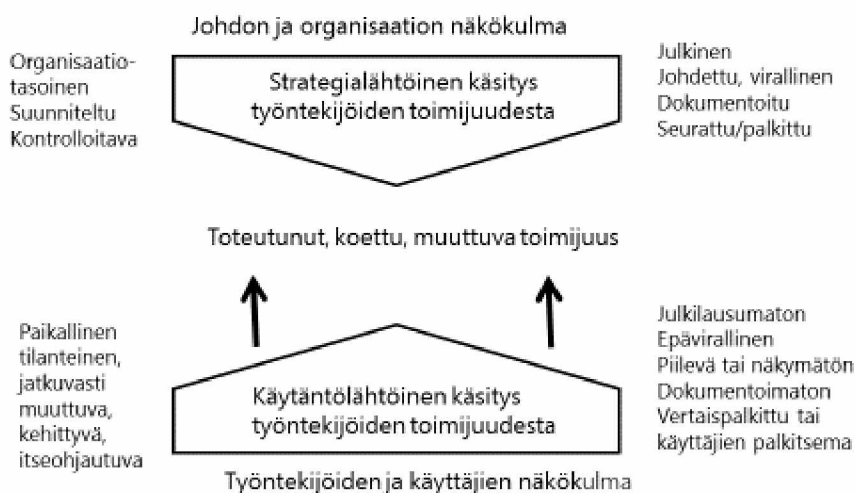 Johdon ja organisaation näkökulma
Organisaatio-
tasoinen
Suunniteltu
Kontrolloitava
Strategialähtöinen käsitys
työntekijöiden toimijuudesta
Julkinen
Johdettu, virallinen
Dokumentoitu
Seurattu/palkittu
Toteutunut, koettu, muuttuva toimijuus
Paikallinen
tilanteinen,
jatkuvasti
muuttuva,
kehittyvä,
itseohjautuva
Käytäntölähtöinen käsitys
työntekijöiden toimijuudesta
Julkilausumaton
Epävirallinen
Piilevä tai näkymätön
Dokumentoimaton
Vertaispalkittu tai
käyttäjien palkitsema
Työntekijöiden ja käyttäjien näkökulma